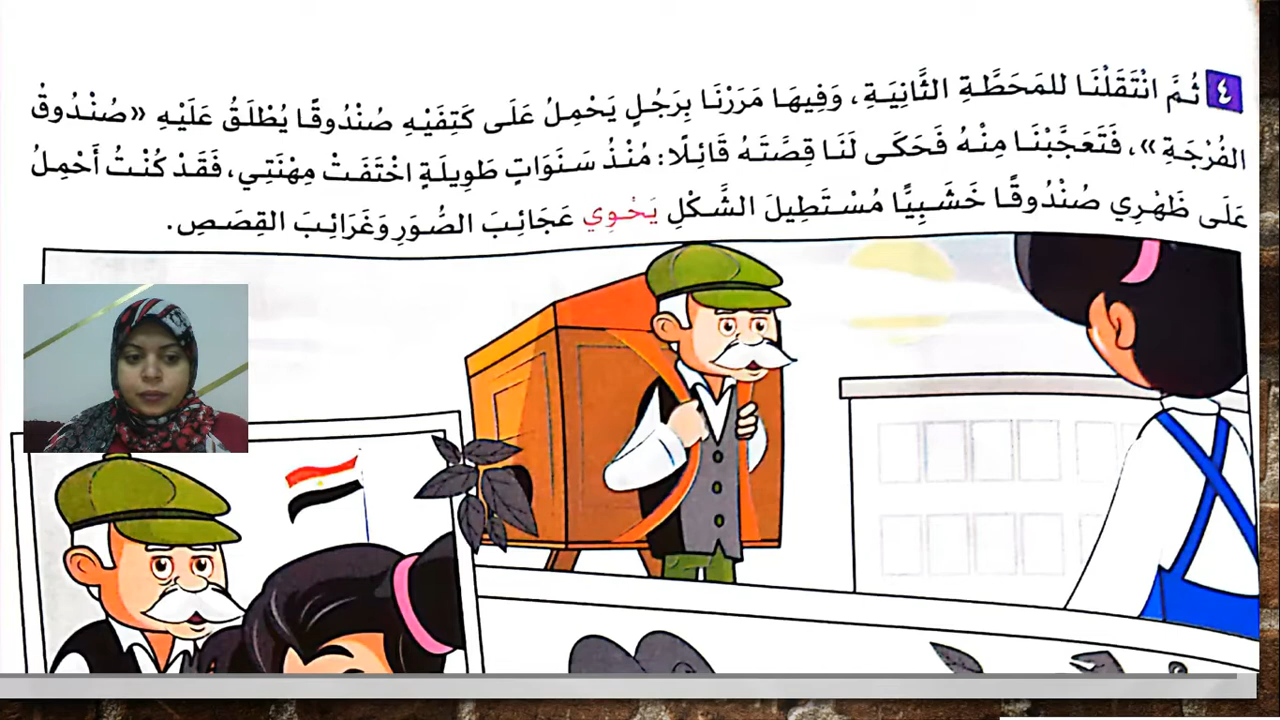 ٤ ثُمَّ انْتَقَلْنَا للمَحَطَّةِ الثَّانِيَةِ، وَفِيهَا مَرَرْنَا بِرَجُلٍ يَحْمِلُ عَلَى كَتِفَيْهِ صُنْدُوقًا يُطْلَقُ عَلَيْهِ «صُنْدُوقُ
الفُرْجَةِ»، فَتَعَجَّبْنَا مِنْهُ فَحَكَى لَنَا قِصَّتَهُ قَائِلًا: مُنْذُ سَنَوَاتٍ طَوِيلَةٍ اخْتَفَتْ مِهْنَتِي، فَقَدْ كُنْتُ أَحْمِلُ
عَلَى ظَهْرِي صُنْدُوقًا خَشَبِيًّا مُسْتَطِيلَ الشَّكْلِ يَحْوِي عَجَائِبَ الصُّوَرِ وَغَرَائِبَ القِصَصِ.